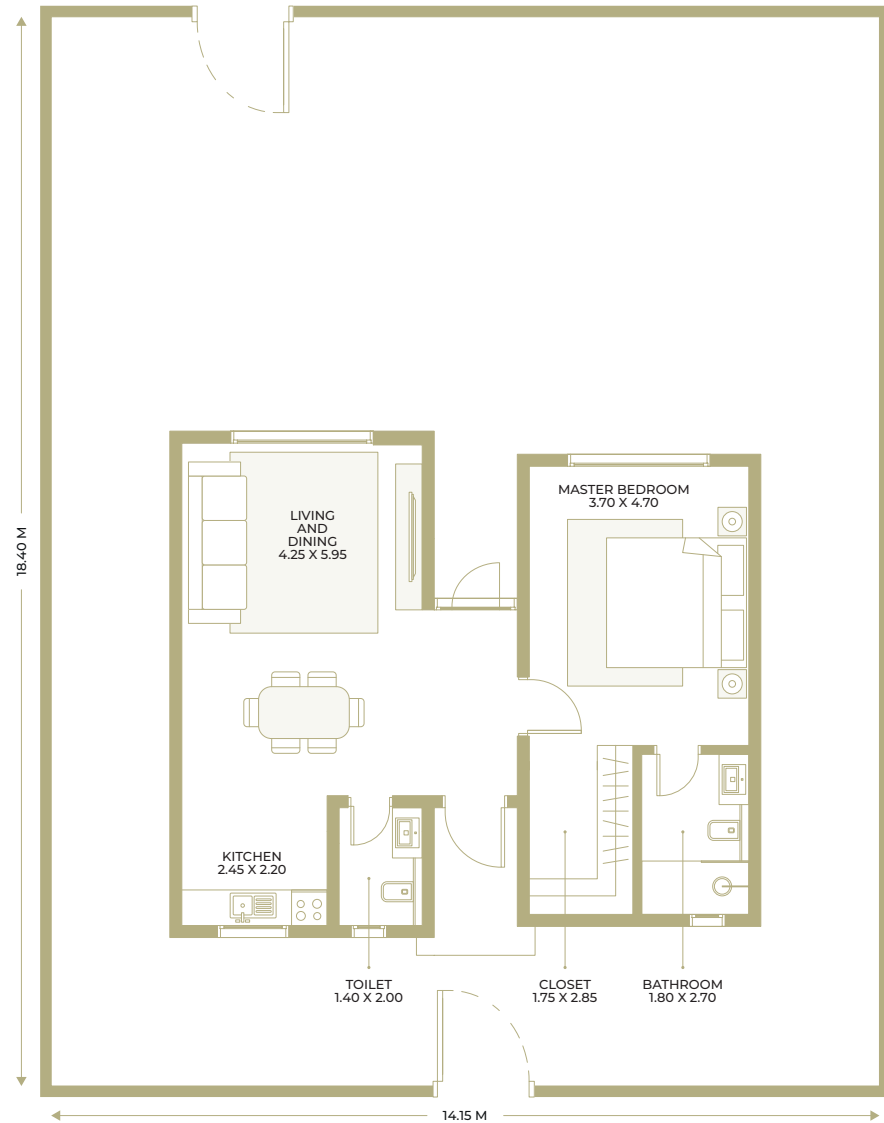 MASTER BEDROOM
3.70 X 4.70
LIVING
AND
DINING
4.25 X 5.95
18.40 M
KITCHEN
2.45 X 2.20
TOILET
1.40 X 2.00
CLOSET
1.75 X 2.85
BATHROOM
1.80 X 2.70
14.15 M